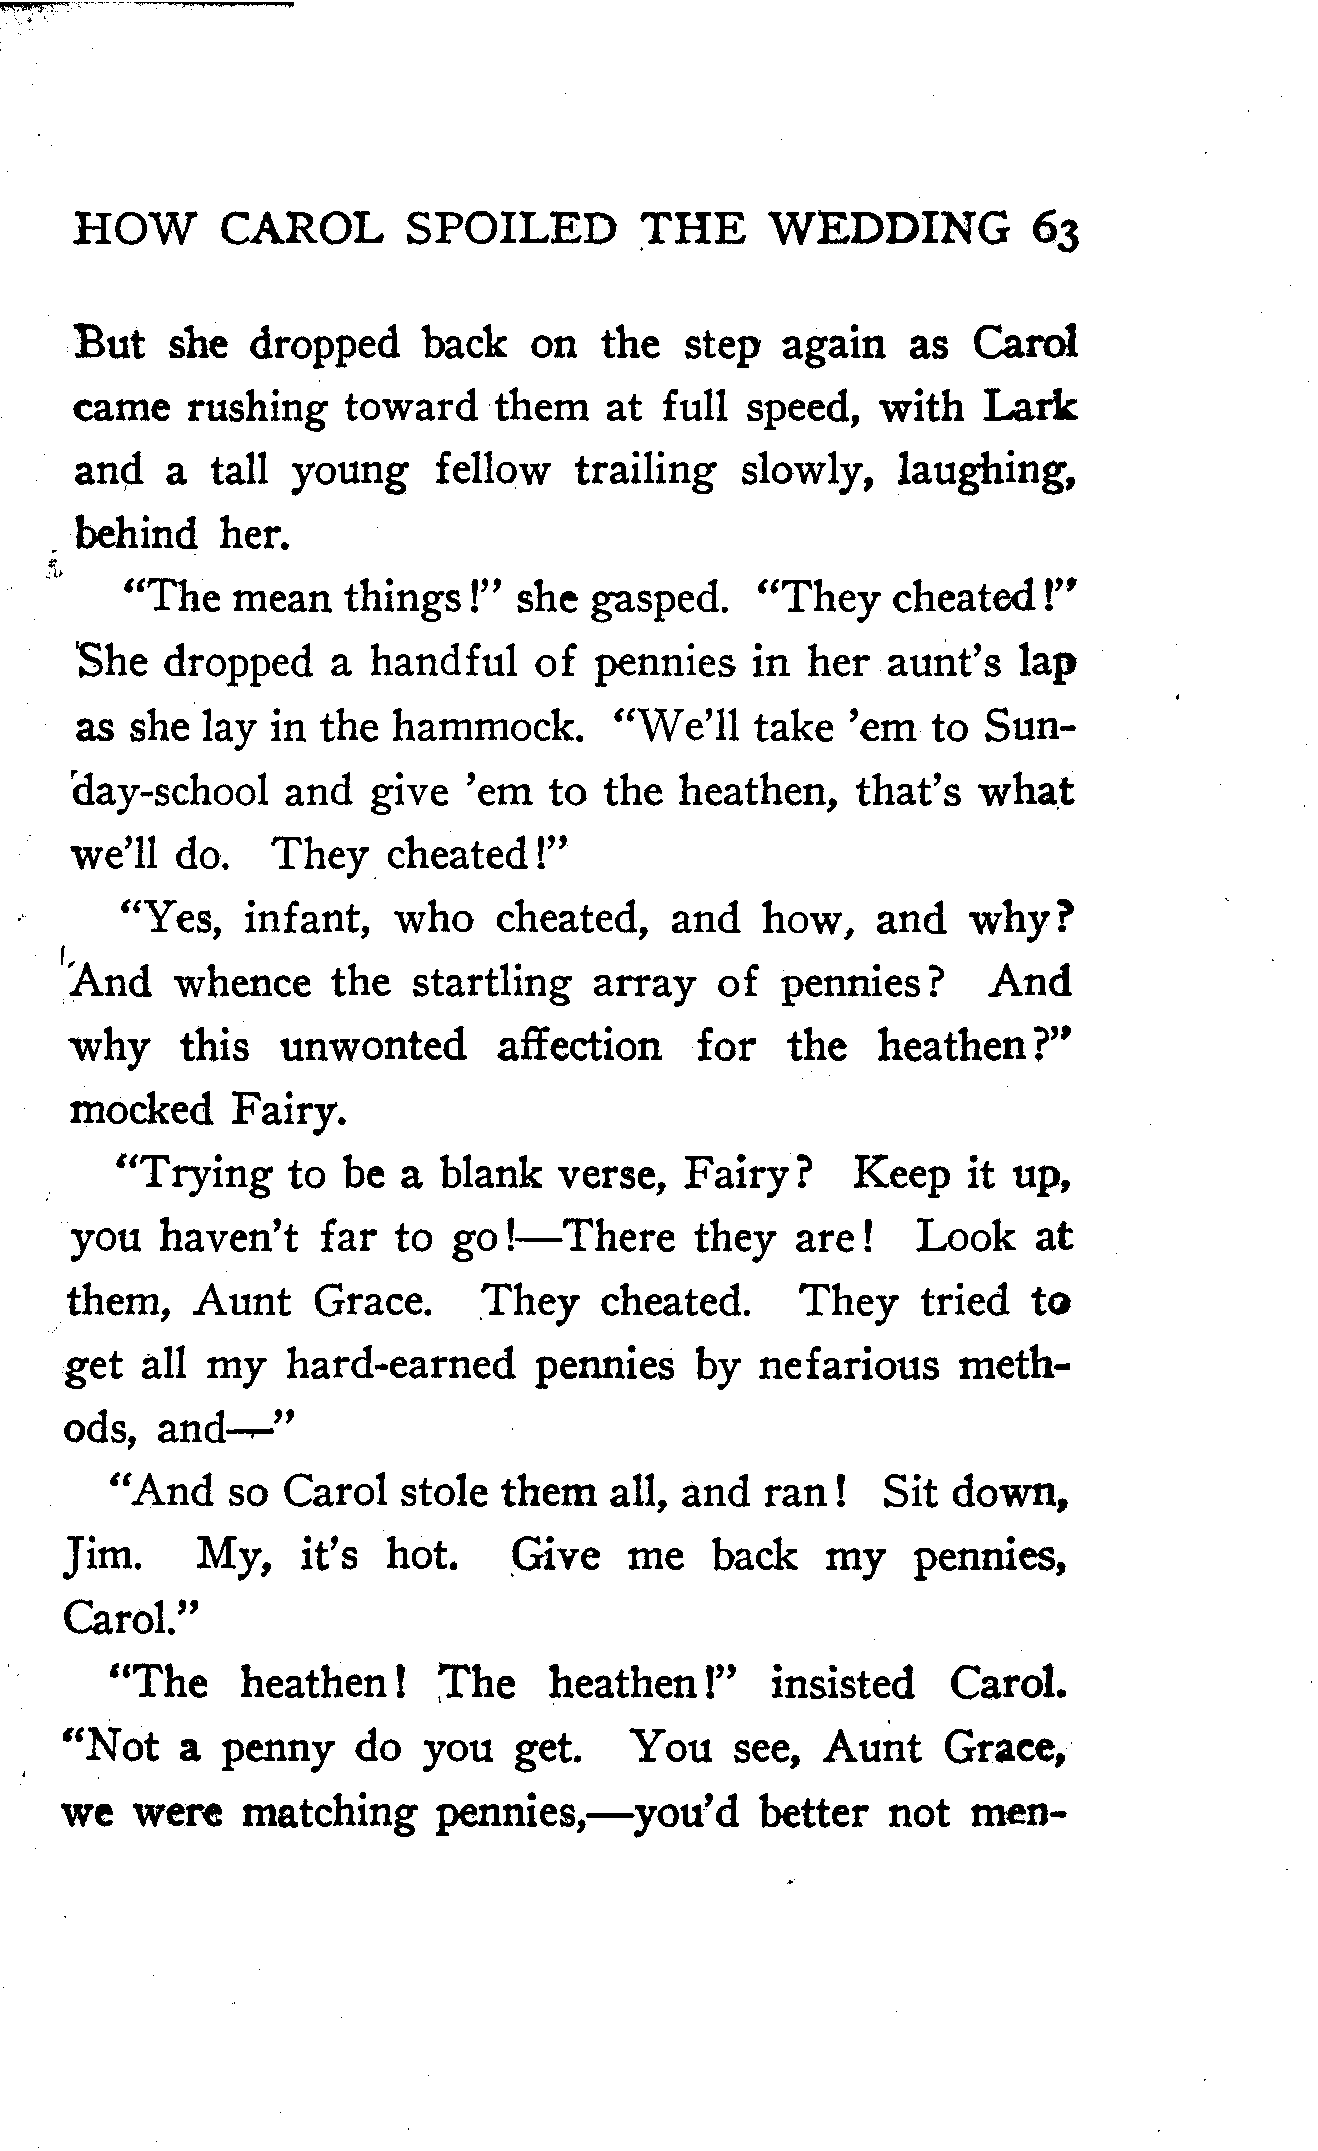 HOW CAROL SPOILED THE WEDDING 63
But she dropped back on the step again as Carol
came rushing toward them at full speed, with Lark
and a tall young fellow trailing slowly, laughing,
behind her.
“The mean things!” she gasped. “They cheated!”
She dropped a handful of pennies in her aunt’s lap
as she lay in the hammock. “We’ll take ’em to Sun-
day-school and give ’em to the heathen, that’s what
we’ll do. They cheated!”
“Yes, infant, who cheated, and how, and why?
And whence the startling array of pennies? And
why this unwonted affection for the heathen?”
mocked Fairy.
“Trying to be a blank verse, Fairy? Keep it up,
you haven’t far to go!—There they are! Look at
them, Aunt Grace. They cheated. They tried to
get all my hard-earned pennies by nefarious meth-
ods, and—”
“And so Carol stole them all, and ran! Sit down,
Jim. My, it’s hot. Give me back my pennies,
Carol.”
“The heathen! The heathen!” insisted Carol.
“Not a penny do you get. You see, Aunt Grace,
we were matching pennies,—you’d better not men-